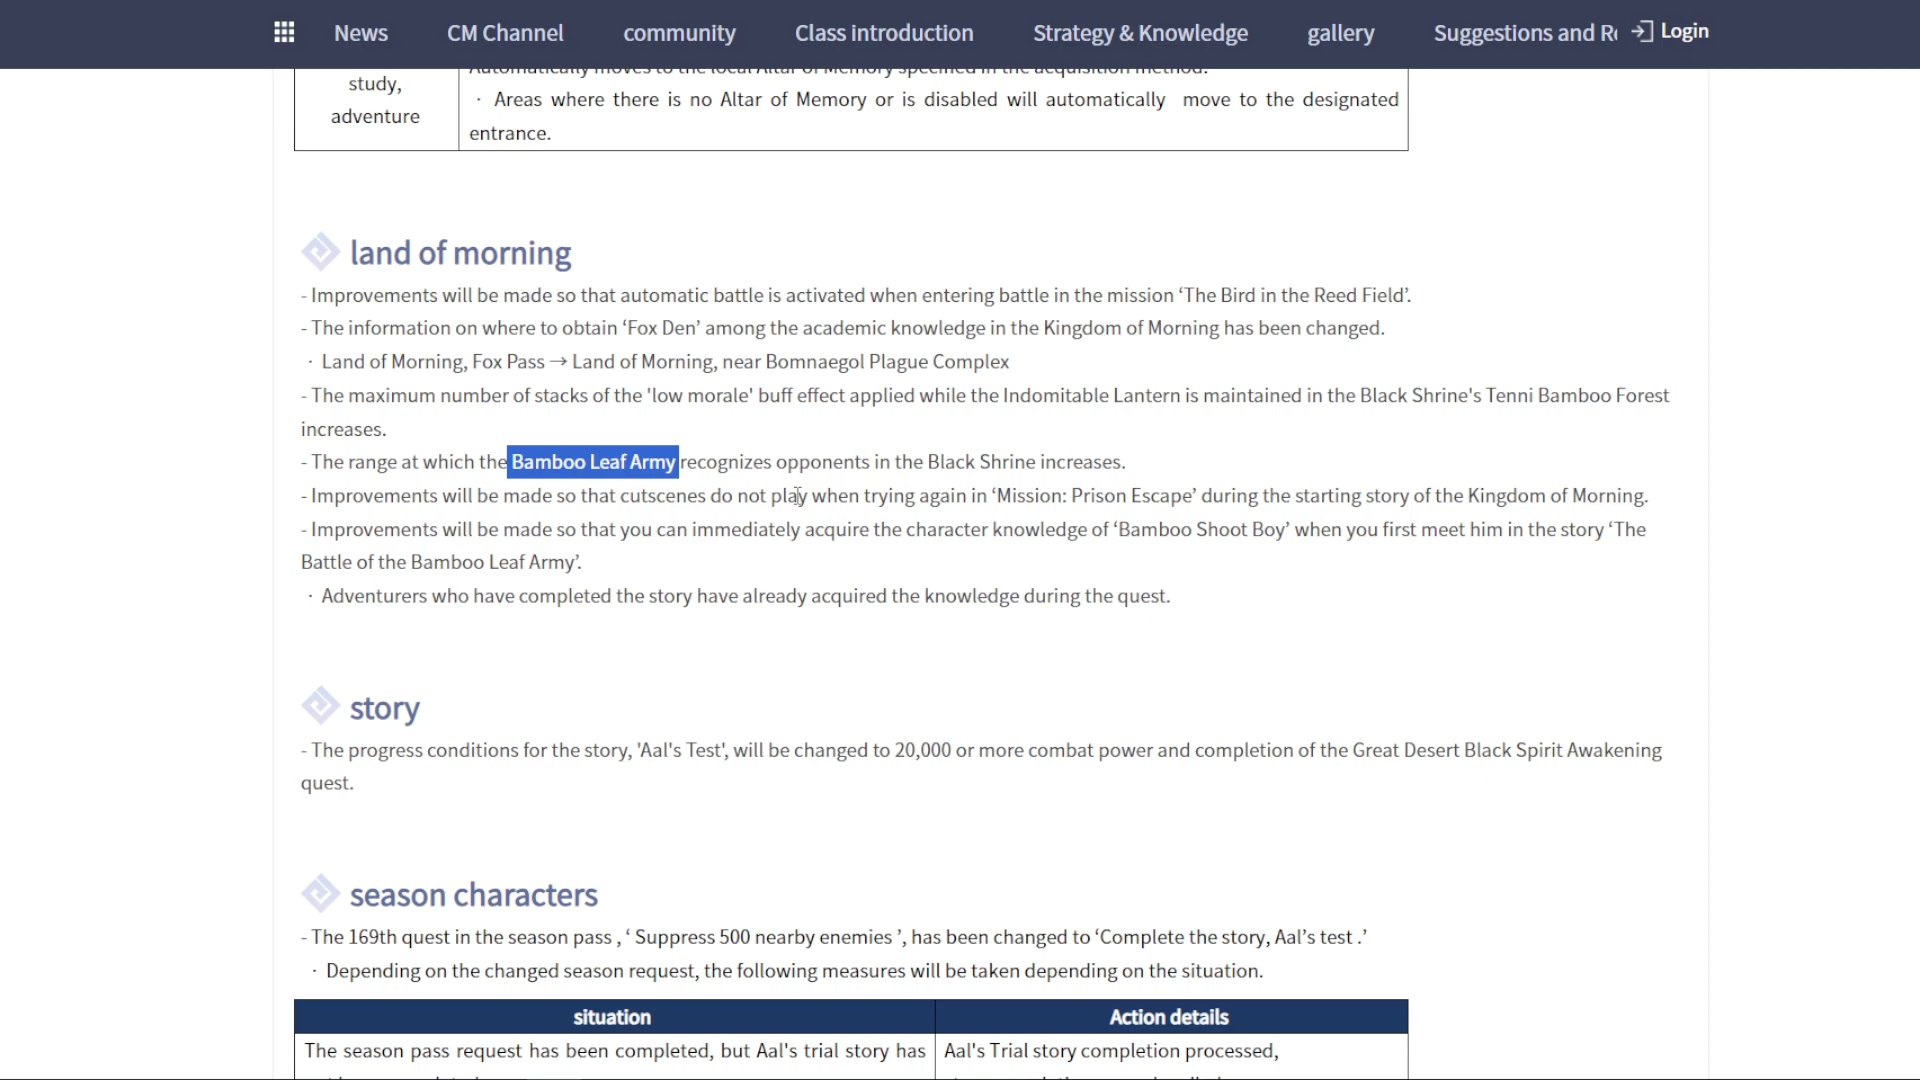 News CM Channel community Class introduction Strategy & Knowledge gallery Suggestions and Login
Automatically moves to the local Altar of Memory specified in the acquisition method.
study,
adventure
· Areas where there is no Altar of Memory or is disabled will automatically move to the designated
entrance.
land of morning
- Improvements will be made so that automatic battle is activated when entering battle in the mission ‘The Bird in the Reed Field’.
- The information on where to obtain ‘Fox Den’ among the academic knowledge in the Kingdom of Morning has been changed.
· Land of Morning, Fox Pass → Land of Morning, near Bomnaegol Plague Complex
- The maximum number of stacks of the 'low morale' buff effect applied while the Indomitable Lantern is maintained in the Black Shrine's Tenni Bamboo Forest
increases.
- The range at which the Bamboo Leaf Army recognizes opponents in the Black Shrine increases.
- Improvements will be made so that cutscenes do not play when trying again in ‘Mission: Prison Escape’ during the starting story of the Kingdom of Morning.
- Improvements will be made so that you can immediately acquire the character knowledge of ‘Bamboo Shoot Boy’ when you first meet him in the story ‘The
Battle of the Bamboo Leaf Army’.
· Adventurers who have completed the story have already acquired the knowledge during the quest.
story
- The progress conditions for the story, 'Aal's Test', will be changed to 20,000 or more combat power and completion of the Great Desert Black Spirit Awakening
quest.
season characters
- The 169th quest in the season pass , ‘ Suppress 500 nearby enemies ’, has been changed to ‘Complete the story, Aal’s test .’
· Depending on the changed season request, the following measures will be taken depending on the situation.
situation Action details
The season pass request has been completed, but Aal's trial story has
Aal's Trial story completion processed,